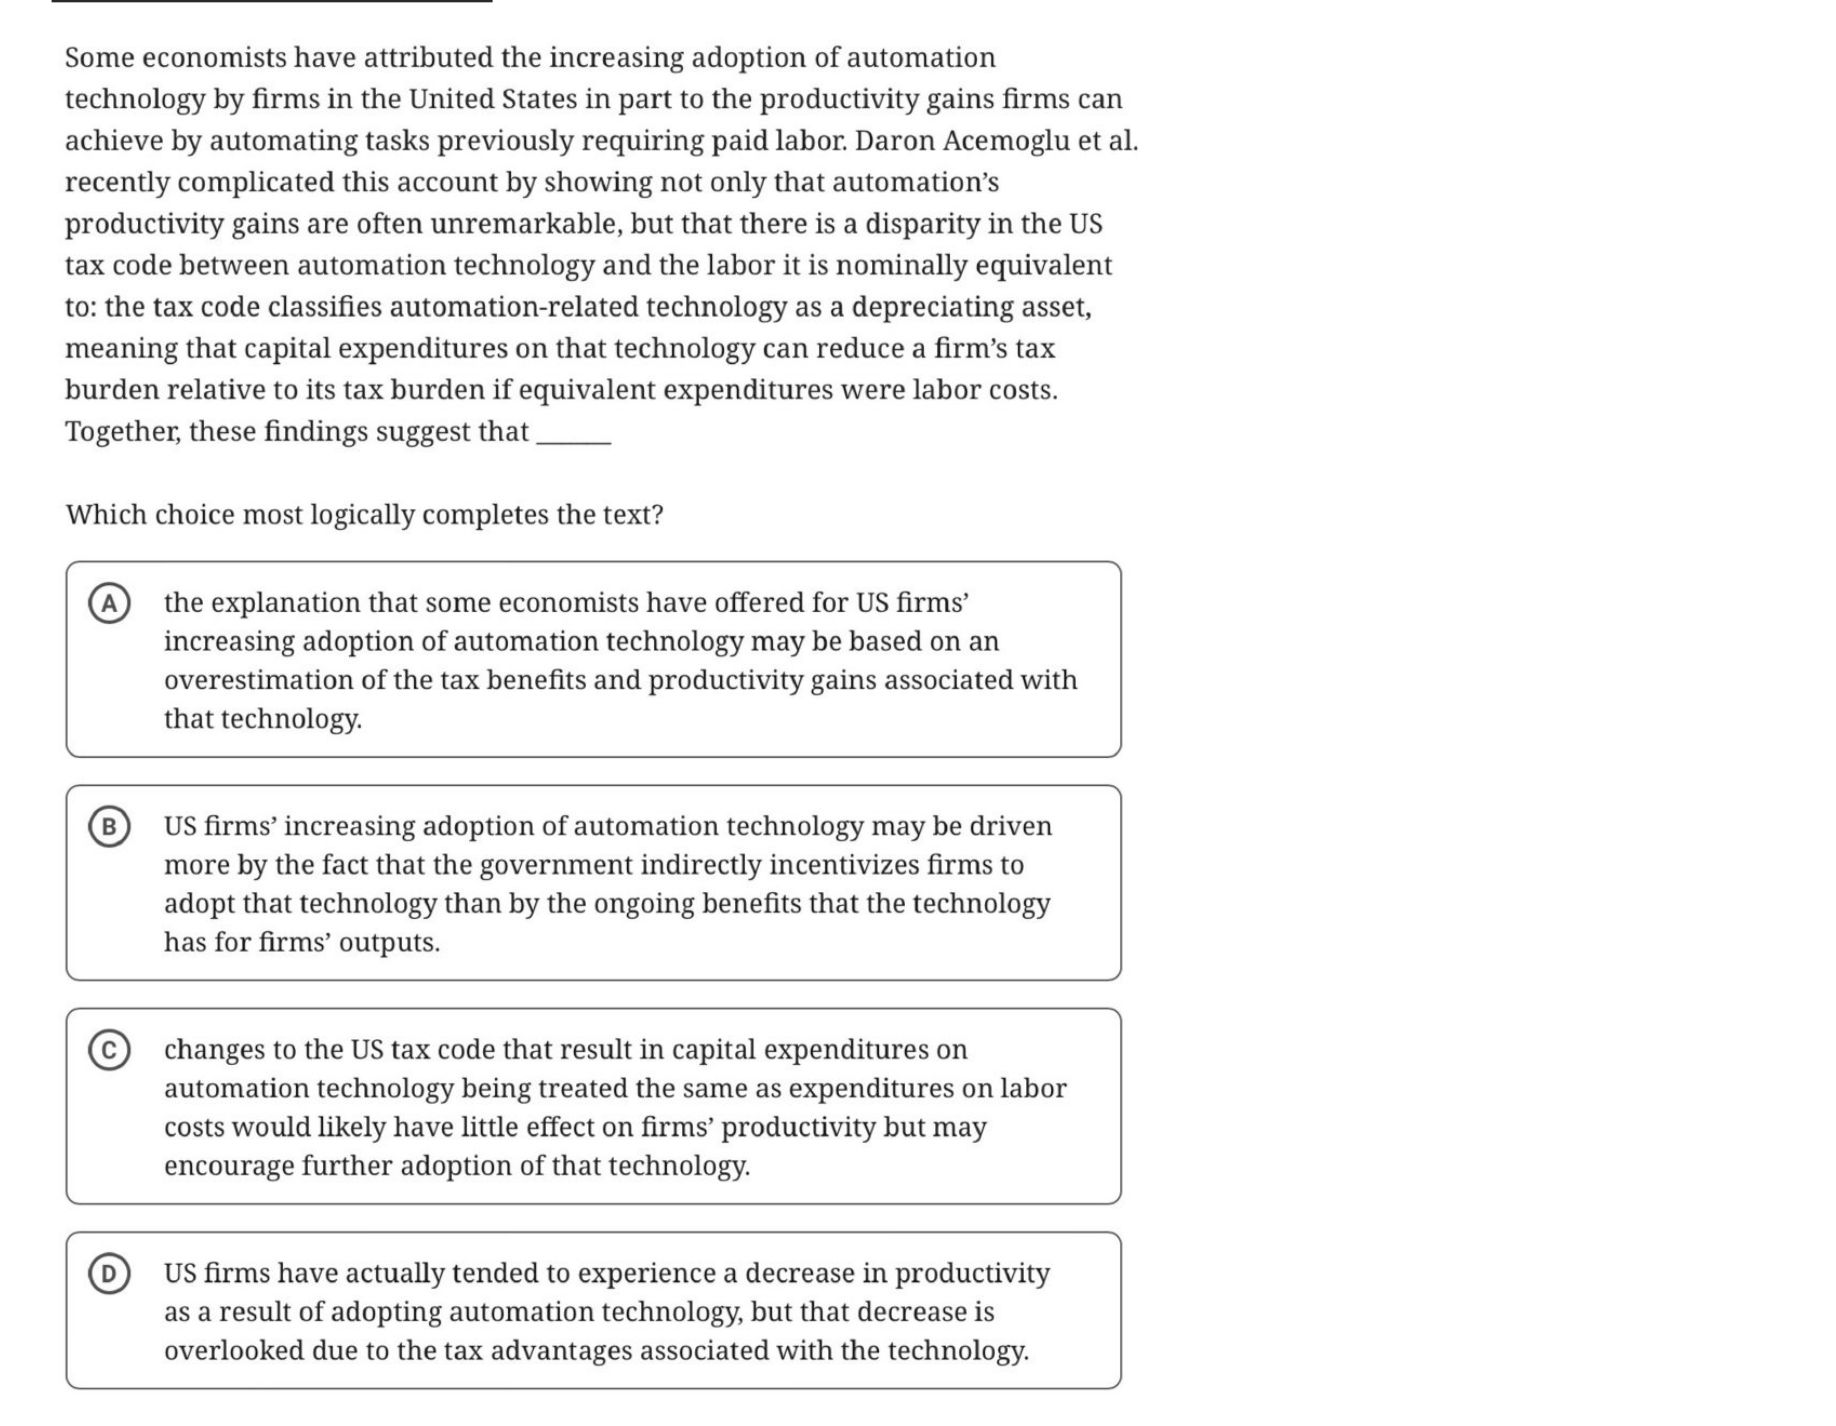 Some economists have attributed the increasing adoption of automation
technology by firms in the United States in part to the productivity gains firms can
achieve by automating tasks previously requiring paid labor. Daron Acemoglu et al.
recently complicated this account by showing not only that automation’s
productivity gains are often unremarkable, but that there is a disparity in the US
tax code between automation technology and the labor it is nominally equivalent
to: the tax code classifies automation-related technology as a depreciating asset,
meaning that capital expenditures on that technology can reduce a firm’s tax
burden relative to its tax burden if equivalent expenditures were labor costs.
Together, these findings suggest that ______
Which choice most logically completes the text?
A the explanation that some economists have offered for US firms’
increasing adoption of automation technology may be based on an
overestimation of the tax benefits and productivity gains associated with
that technology.
B US firms’ increasing adoption of automation technology may be driven
more by the fact that the government indirectly incentivizes firms to
adopt that technology than by the ongoing benefits that the technology
has for firms’ outputs.
C changes to the US tax code that result in capital expenditures on
automation technology being treated the same as expenditures on labor
costs would likely have little effect on firms’ productivity but may
encourage further adoption of that technology.
D US firms have actually tended to experience a decrease in productivity
as a result of adopting automation technology, but that decrease is
overlooked due to the tax advantages associated with the technology.